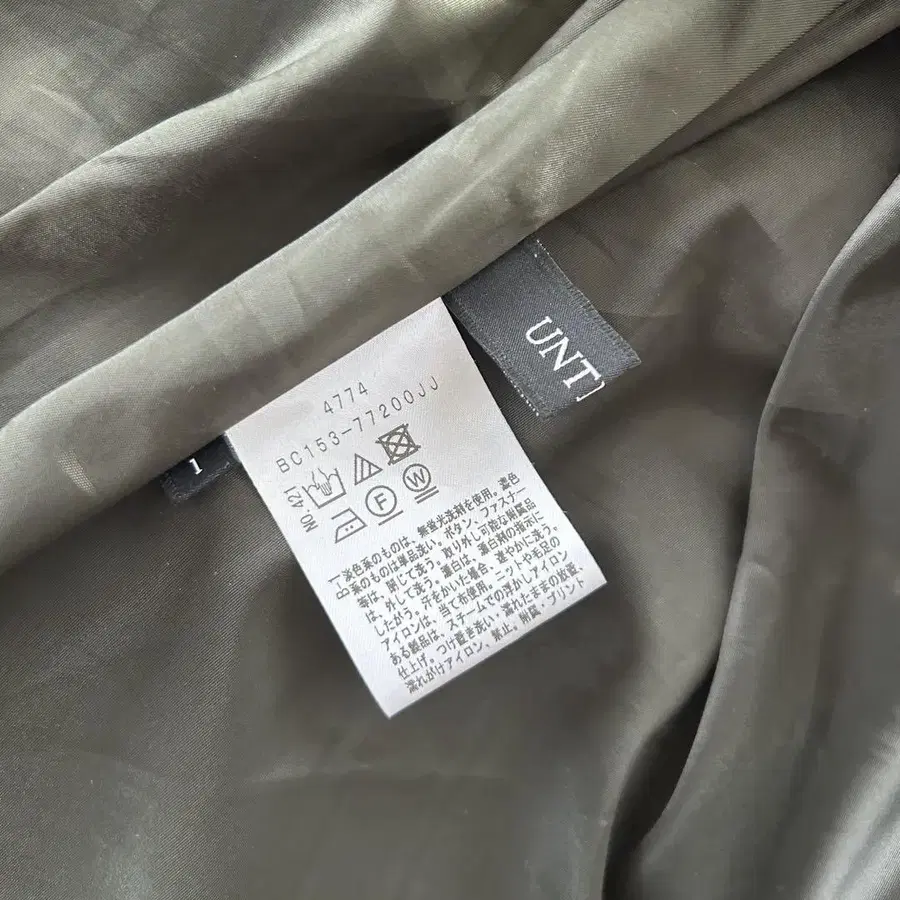 UNT
1
4774
BC153-77200JJ
NO.421
F
W
B-1 淡色系のものは、無蛍光洗剤を使用。濃色
系のものは単品洗い。ボタン、ファスナー
等は、閉じて洗う。取り外し可能な附属品
は、外して洗う。漂白は、漂白剤の指示に
したがう。汗をかいた場合、速やかに洗う。
アイロンは、当て布使用。ニットや毛足の
ある製品は、スチームでの浮かしアイロン
仕上げ。つけ置き洗い、濡れたままの放置、
濡れがけアイロン、禁止。附属・プリント